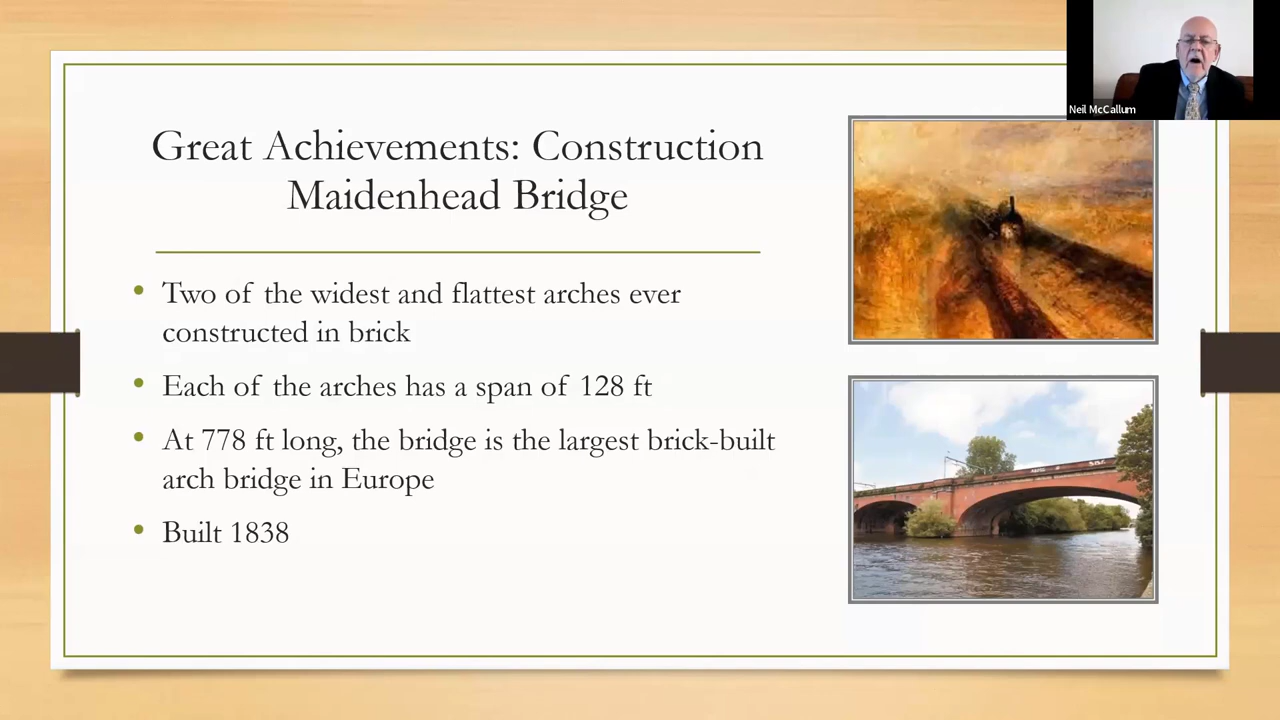 Neil McCallum
Great Achievements: Construction
Maidenhead Bridge
• Two of the widest and flattest arches ever
constructed in brick
• Each of the arches has a span of 128 ft
• At 778 ft long, the bridge is the largest brick-built
arch bridge in Europe
• Built 1838